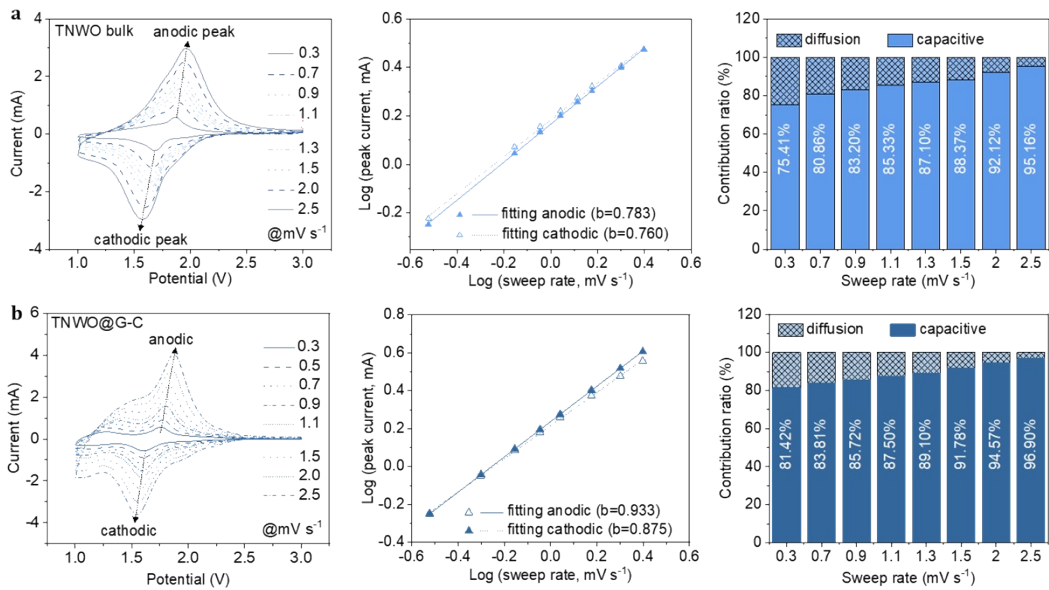 a
TNWO bulk
anodic peak
cathodic peak
0.3
0.7
0.9
1.1
1.3
1.5
2.0
2.5
@mV s⁻¹
4
2
0
-2
-4
Current (mA)
1.0 1.5 2.0 2.5 3.0
Potential (V)
0.6
0.4
0.2
0.0
-0.2
Log (peak current, mA)
fitting anodic (b=0.783)
fitting cathodic (b=0.760)
-0.6 -0.4 -0.2 0.0 0.2 0.4 0.6
Log (sweep rate, mV s⁻¹)
120
100
80
60
40
20
0
Contribution ratio (%)
diffusion capacitive
75.41% 80.86% 83.20% 85.33% 87.10% 88.37% 92.12% 95.16%
0.3 0.7 0.9 1.1 1.3 1.5 2 2.5
Sweep rate (mV s⁻¹)
b
TNWO@G-C
anodic
cathodic
0.3
0.5
0.7
0.9
1.1
1.5
2.0
2.5
@mV s⁻¹
6
4
2
0
-2
-4
Current (mA)
1.0 1.5 2.0 2.5 3.0
Potential (V)
0.8
0.6
0.4
0.2
0.0
-0.2
-0.4
Log (peak current, mA)
fitting anodic (b=0.933)
fitting cathodic (b=0.875)
-0.6 -0.4 -0.2 0.0 0.2 0.4 0.6
Log (sweep rate, mV s⁻¹)
120
100
80
60
40
20
0
Contribution ratio (%)
diffusion capacitive
81.42% 83.81% 85.72% 87.50% 89.10% 91.78% 94.57% 96.90%
0.3 0.7 0.9 1.1 1.3 1.5 2 2.5
Sweep rate (mV s⁻¹)